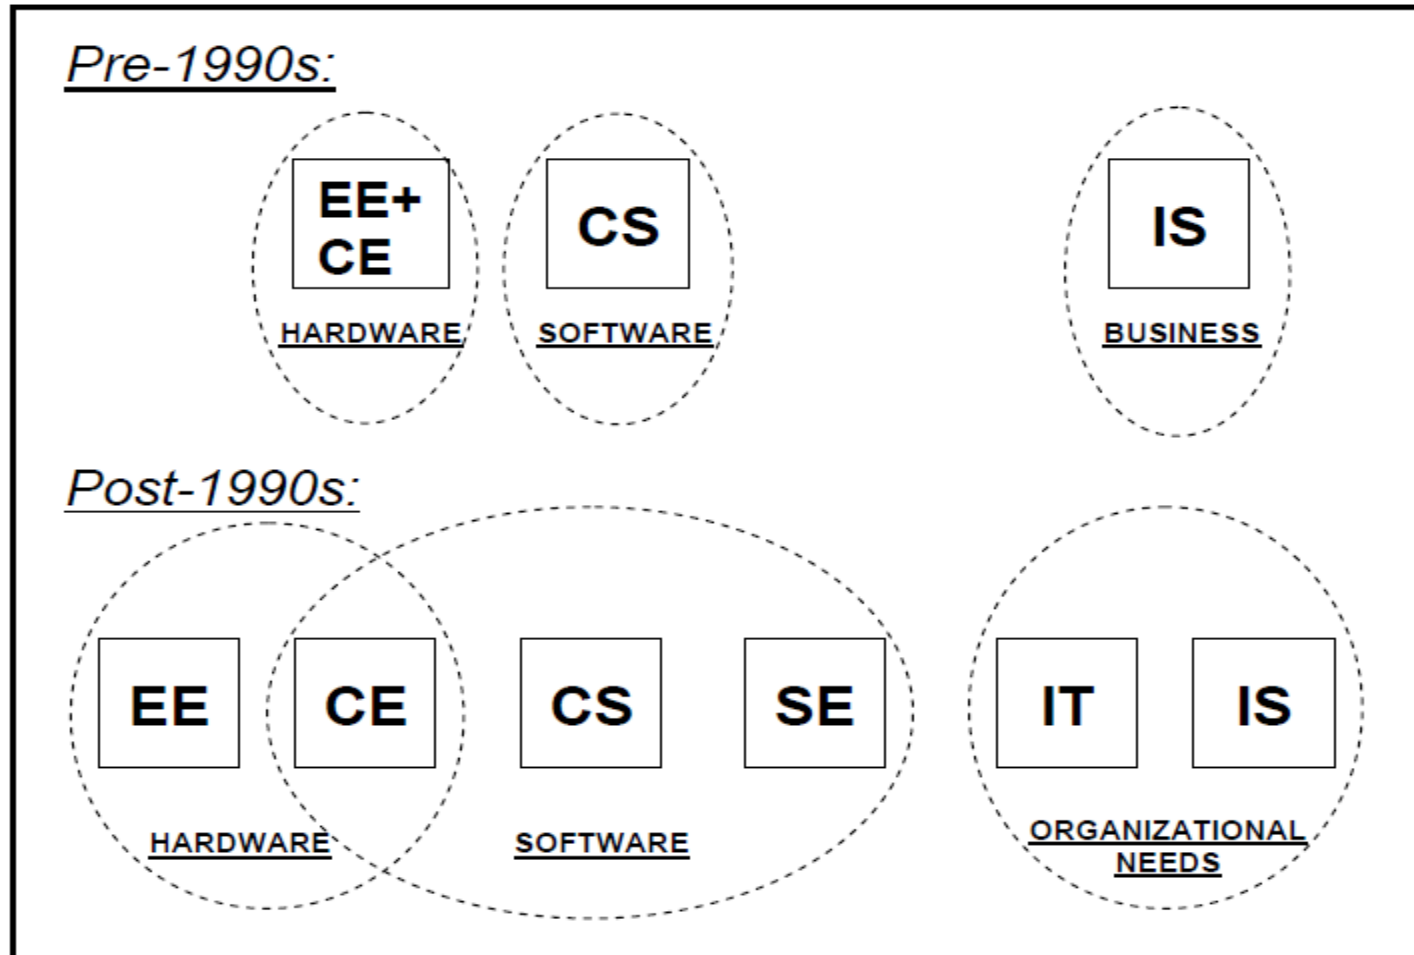 Pre-1990s:
EE+
CE
CS
IS
HARDWARE
SOFTWARE
BUSINESS
Post-1990s:
EE
CE
CS
SE
IT
IS
HARDWARE
SOFTWARE
ORGANIZATIONAL
NEEDS